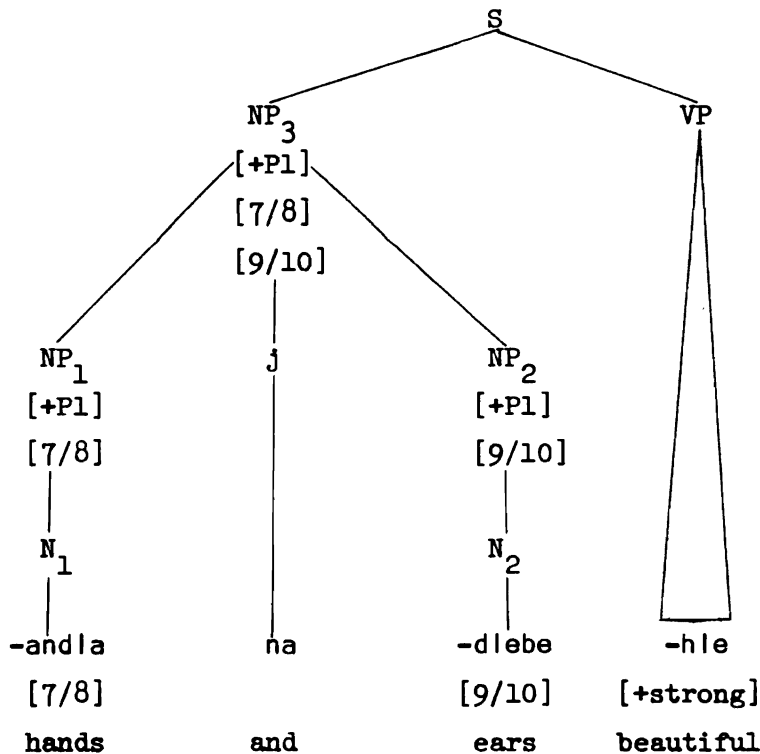 S
NP3 VP
[+Pl]
[7/8]
[9/10]
NP1 j NP2
[+Pl] [+Pl]
[7/8] [9/10]
N1 N2
-andla na -dlebe -hle
[7/8] [9/10] [+strong]
hands and ears beautiful